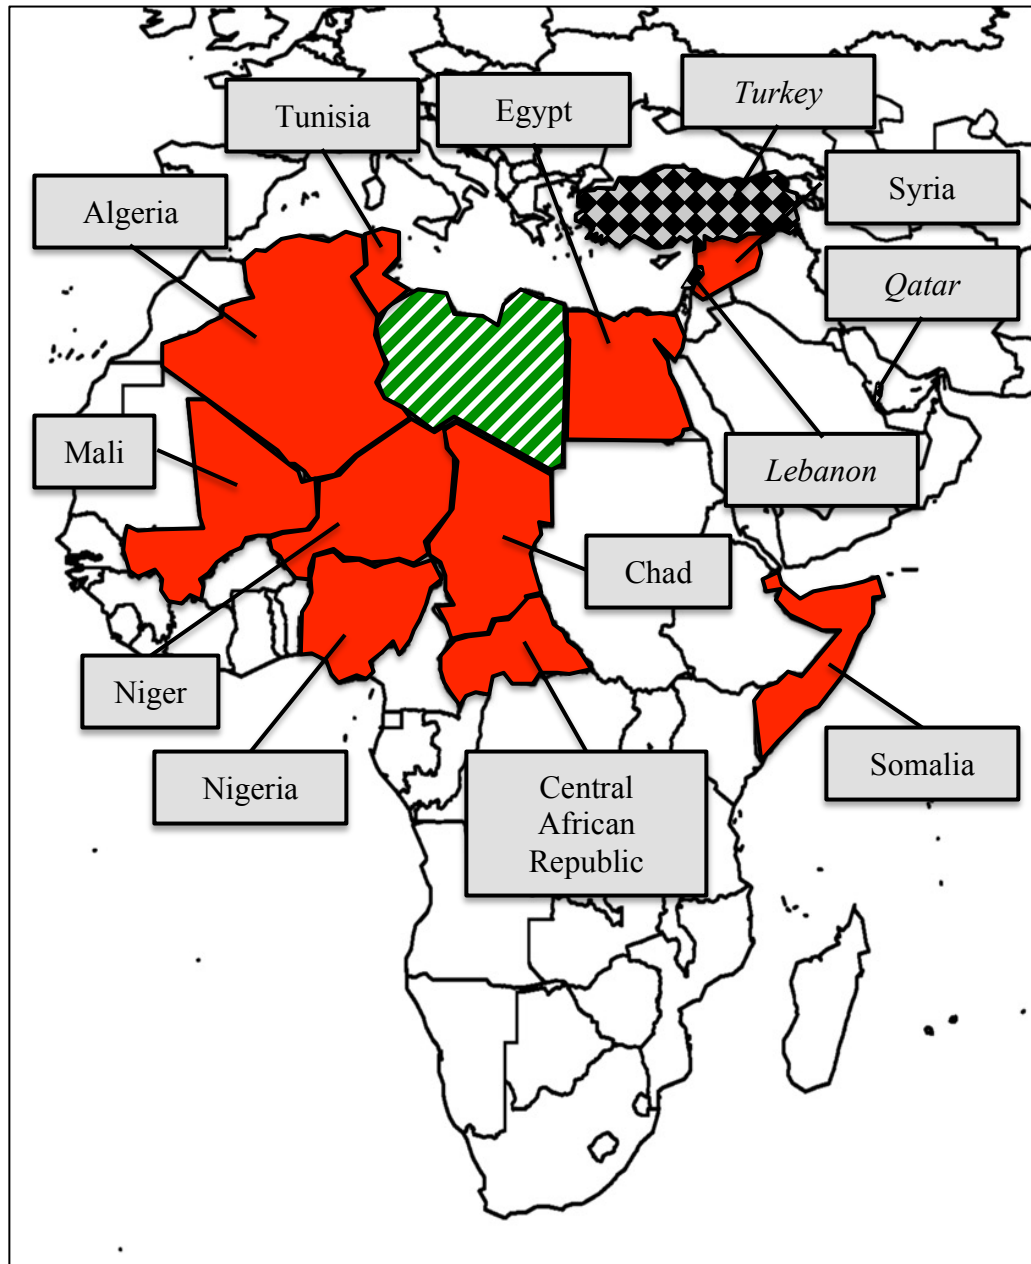 Turkey
Tunisia
Egypt
Syria
Algeria
Qatar
Mali
Lebanon
Chad
Niger
Somalia
Nigeria
Central
African
Republic